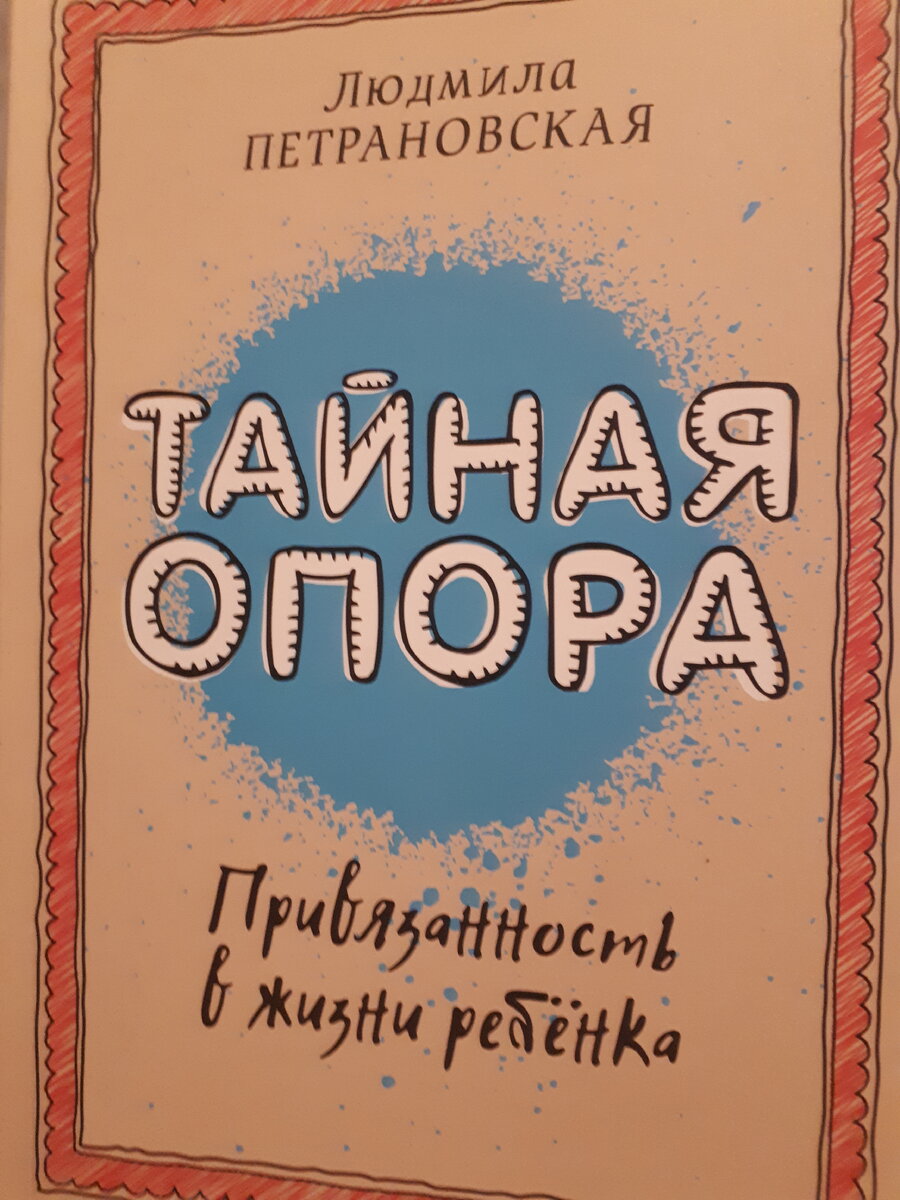 Людмила
ПЕТРАНОВСКАЯ
ТАЙНАЯ
ОПОРА
Привязанность
в жизни ребёнка